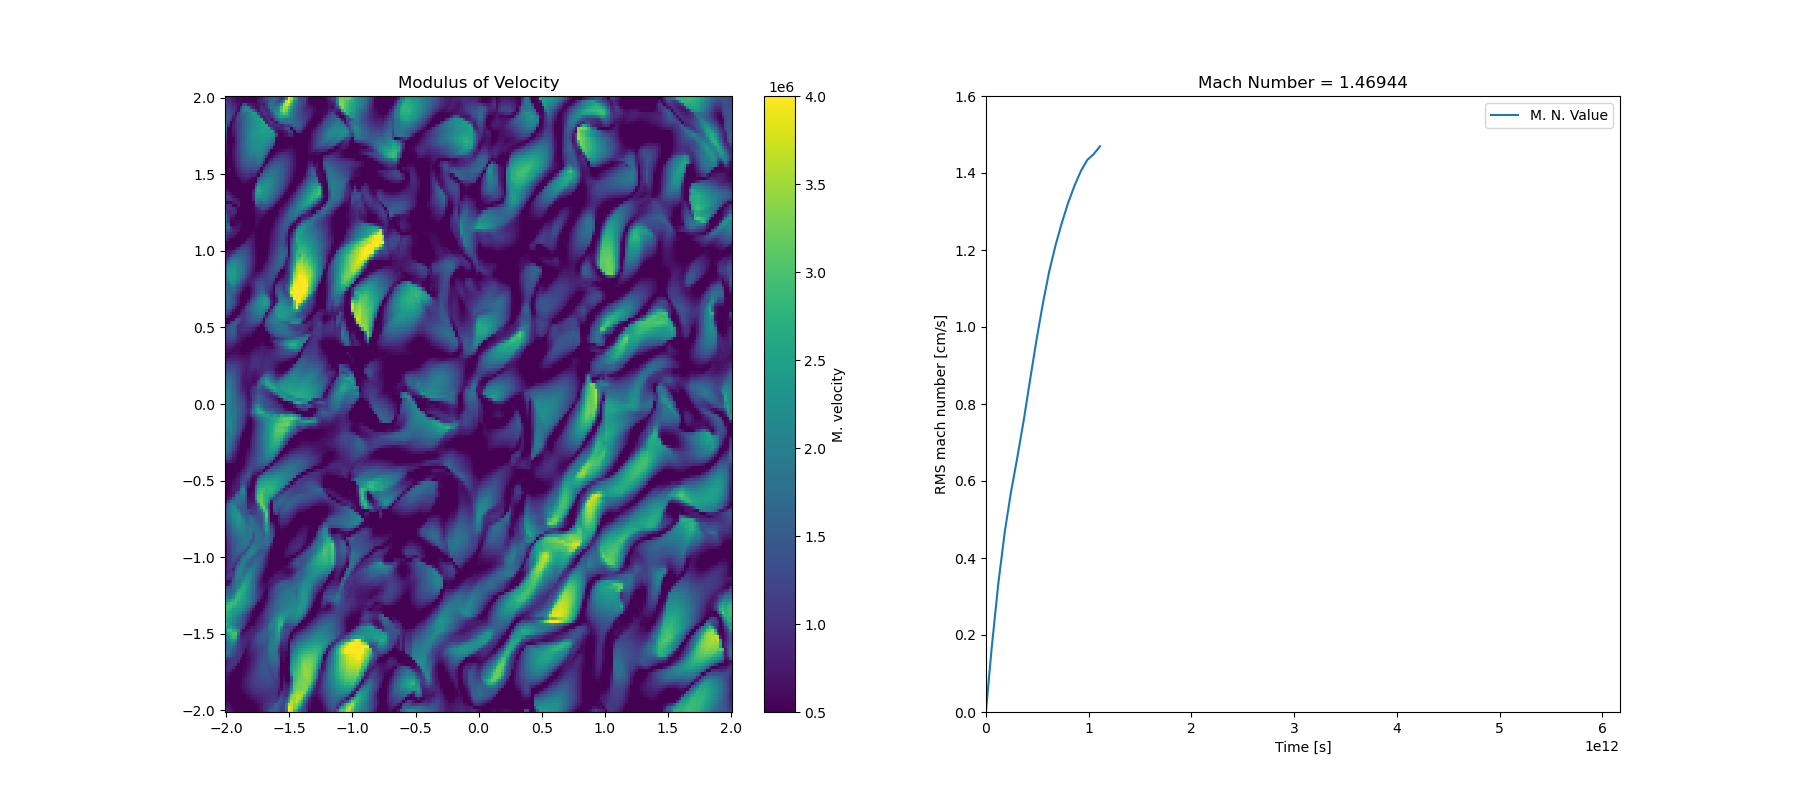 Modulus of Velocity
2.0
1.5
1.0
0.5
0.0
−0.5
−1.0
−1.5
−2.0
−2.0 −1.5 −1.0 −0.5 0.0 0.5 1.0 1.5 2.0
1e6
4.0
3.5
3.0
2.5
2.0
1.5
1.0
0.5
M. velocity
Mach Number = 1.46944
M. N. Value
RMS mach number [cm/s]
1.6
1.4
1.2
1.0
0.8
0.6
0.4
0.2
0.0
0 1 2 3 4 5 6
1e12
Time [s]